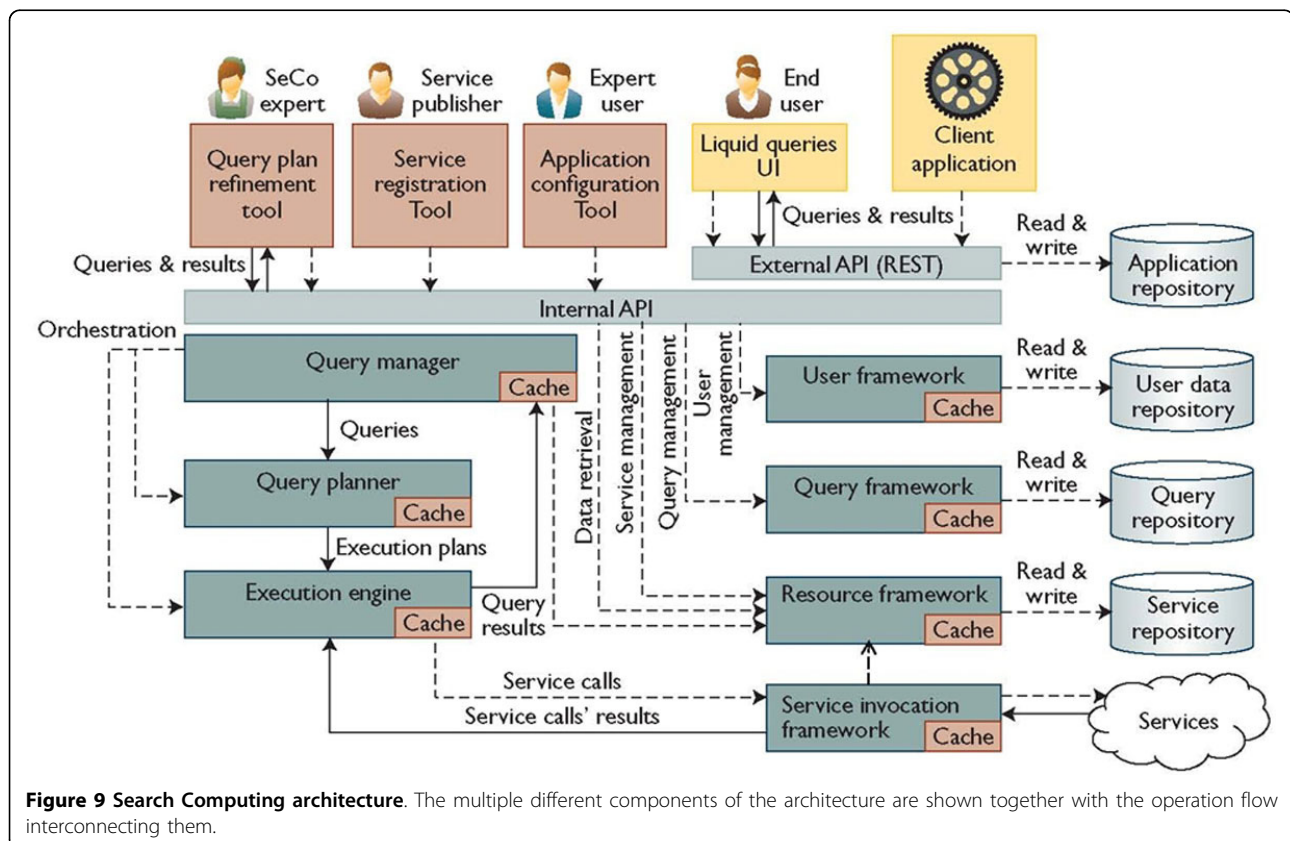 SeCo
expert
Service
publisher
Expert
user
End
user
Query plan
refinement
tool
Service
registration
Tool
Application
configuration
Tool
Liquid queries
UI
Client
application
Queries & results
Queries & results
Read &
write
External API (REST)
Application
repository
Internal API
Orchestration
Query manager
Cache
Data retrieval
Service management
Query management
User
management
User framework
Cache
Read &
write
User data
repository
Queries
Query planner
Cache
Query framework
Cache
Read &
write
Query
repository
Execution plans
Execution engine
Cache
Query
results
Resource framework
Cache
Read &
write
Service
repository
Service calls
Service calls' results
Service invocation
framework
Cache
Services
Figure 9 Search Computing architecture. The multiple different components of the architecture are shown together with the operation flow
interconnecting them.